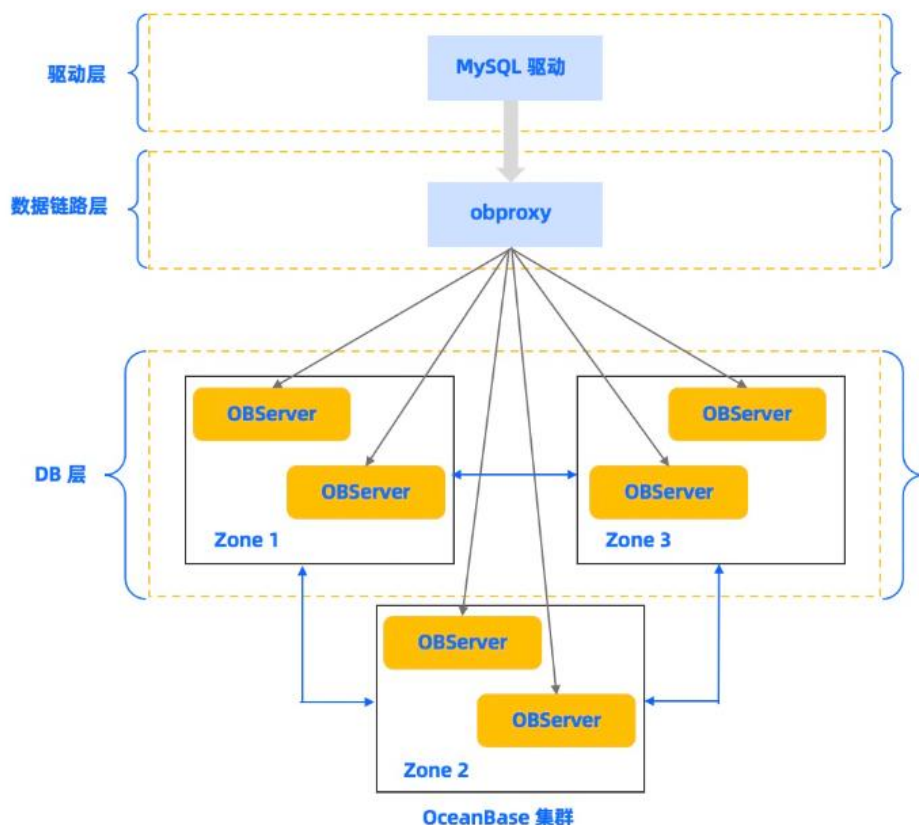 驱动层
MySQL 驱动
数据链路层
obproxy
DB 层
OBServer
OBServer
Zone 1
OBServer
OBServer
Zone 3
OBServer
OBServer
Zone 2
OceanBase 集群